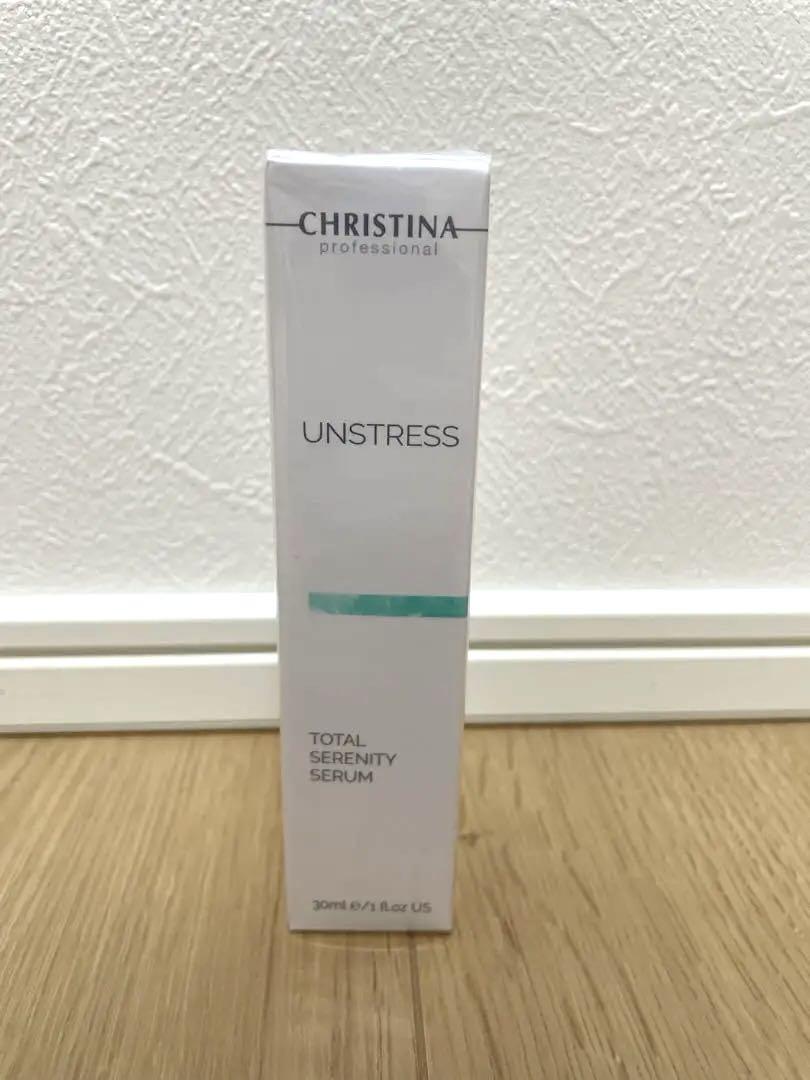 CHRISTINA
professional
UNSTRESS
TOTAL
SERENITY
SERUM
30ml ℮/1 fl.oz US